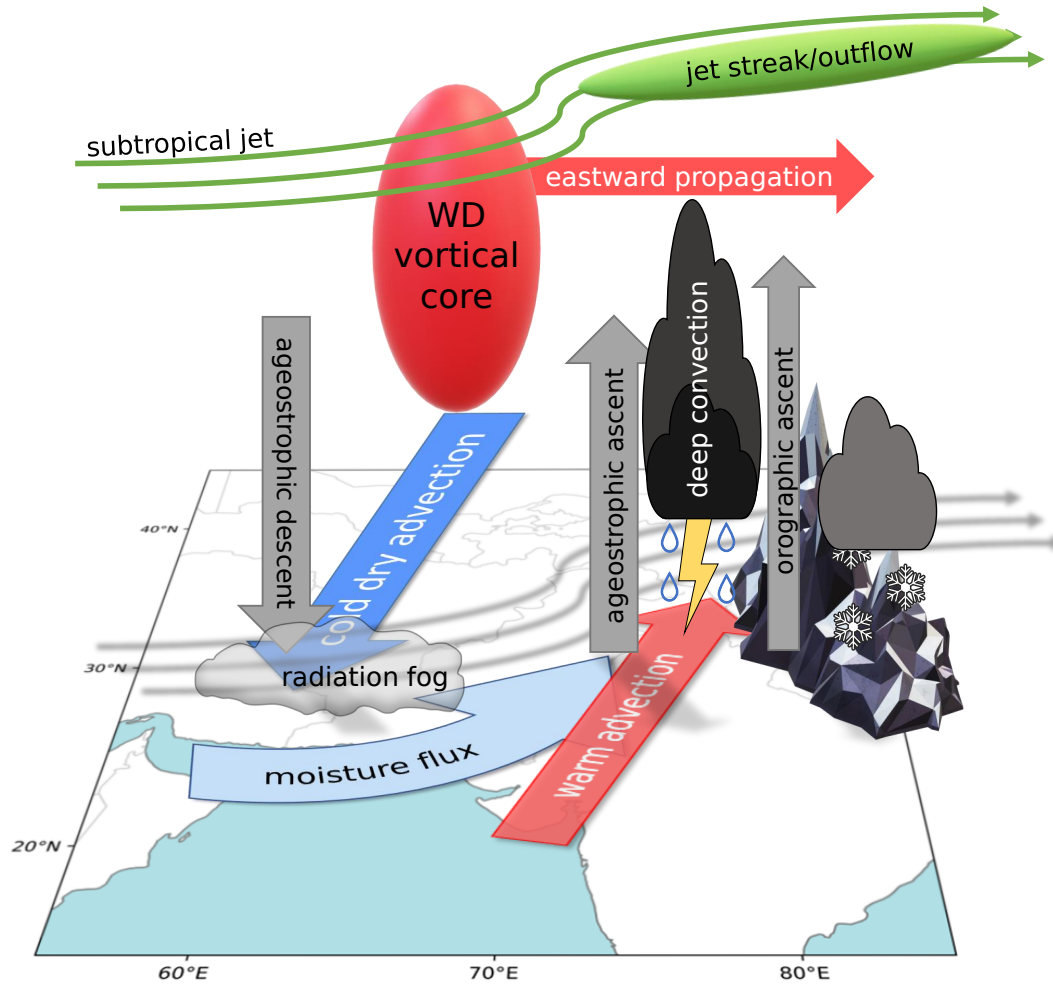 jet streak/outflow
subtropical jet
eastward propagation
WD
vortical
core
ageostrophic descent
cold dry advection
ageostrophic ascent
deep convection
orographic ascent
radiation fog
moisture flux
warm advection
40°N
30°N
20°N
60°E
70°E
80°E